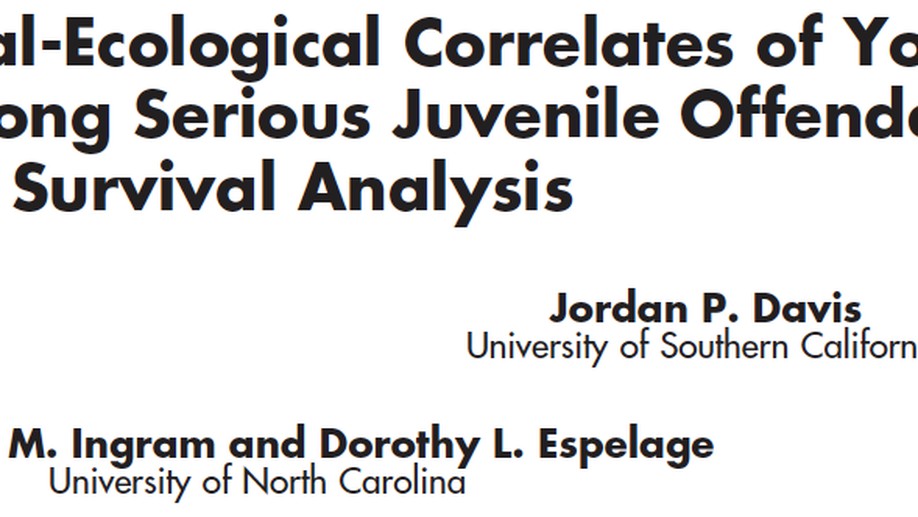 al-Ecological Correlates of Yo
ong Serious Juvenile Offende
Survival Analysis
Jordan P. Davis
University of Southern Californ
M. Ingram and Dorothy L. Espelage
University of North Carolina